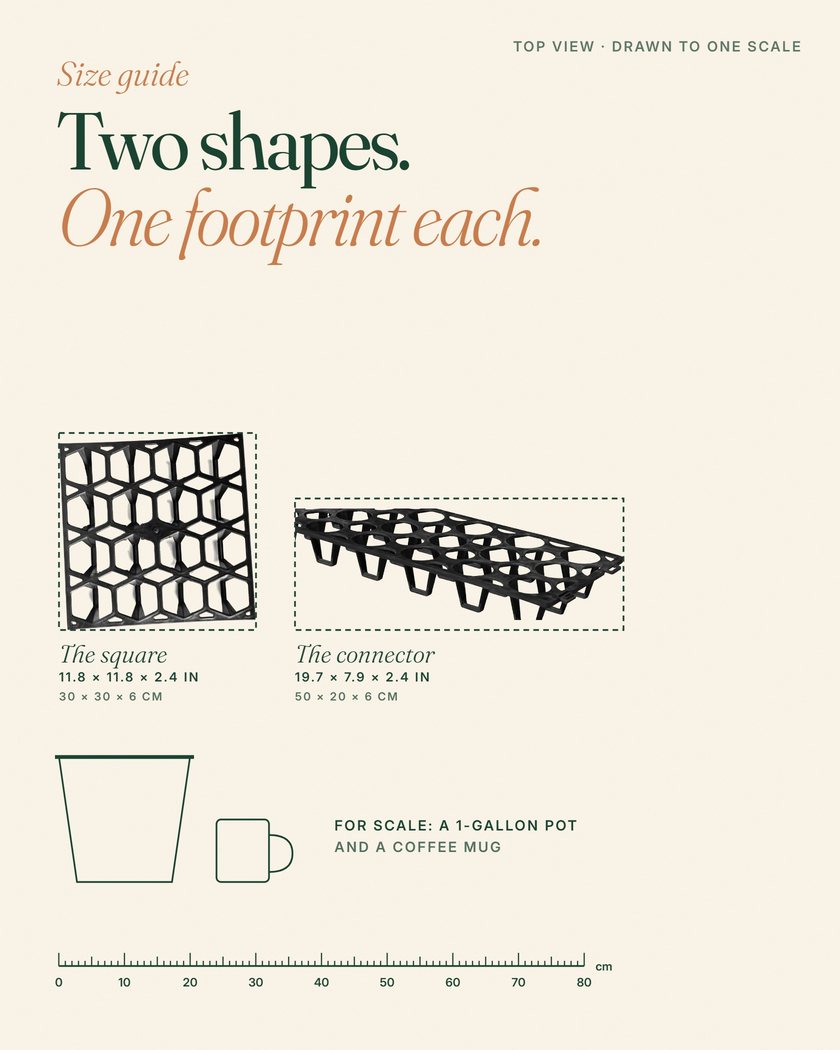 TOP VIEW · DRAWN TO ONE SCALE
Size guide
Two shapes.
One footprint each.
The square
11.8 × 11.8 × 2.4 IN
30 × 30 × 6 CM
The connector
19.7 × 7.9 × 2.4 IN
50 × 20 × 6 CM
FOR SCALE: A 1-GALLON POT
AND A COFFEE MUG
0 10 20 30 40 50 60 70 80 cm